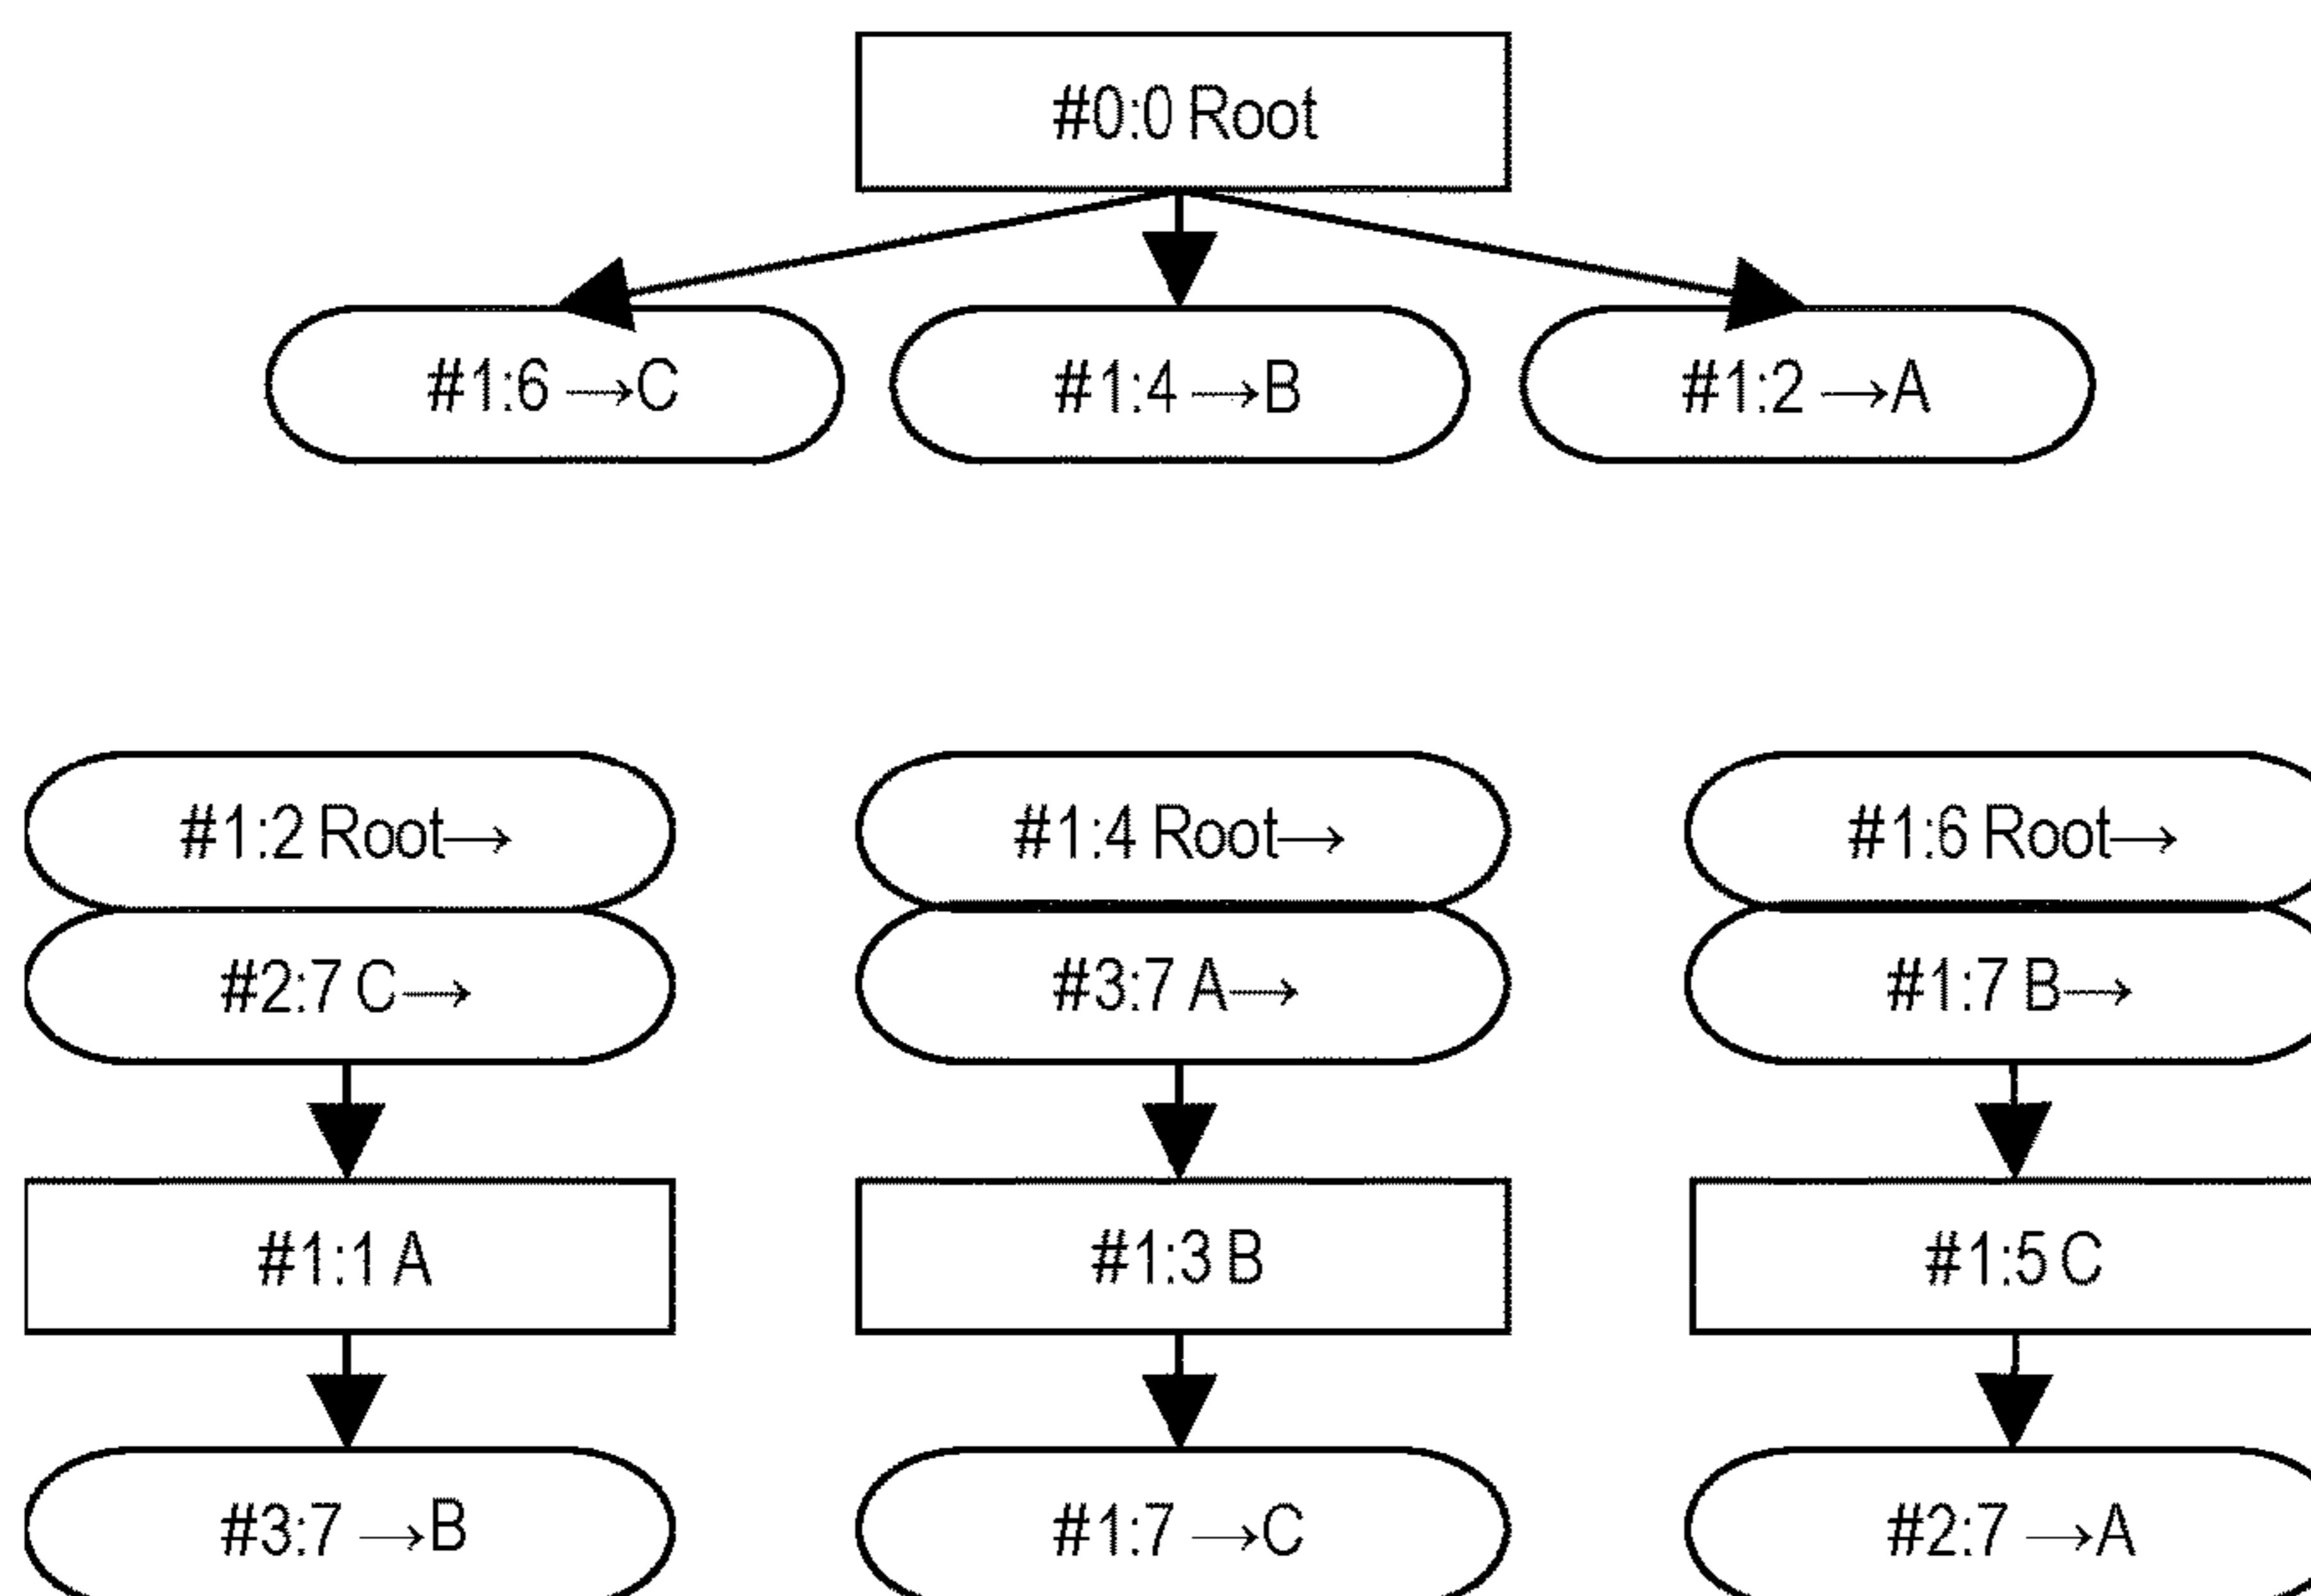 #0:0 Root
#1:6 →C
#1:4 →B
#1:2 →A
#1:2 Root→
#1:4 Root→
#1:6 Root→
#2:7 C→
#3:7 A→
#1:7 B→
#1:1 A
#1:3 B
#1:5 C
#3:7 →B
#1:7 →C
#2:7 →A